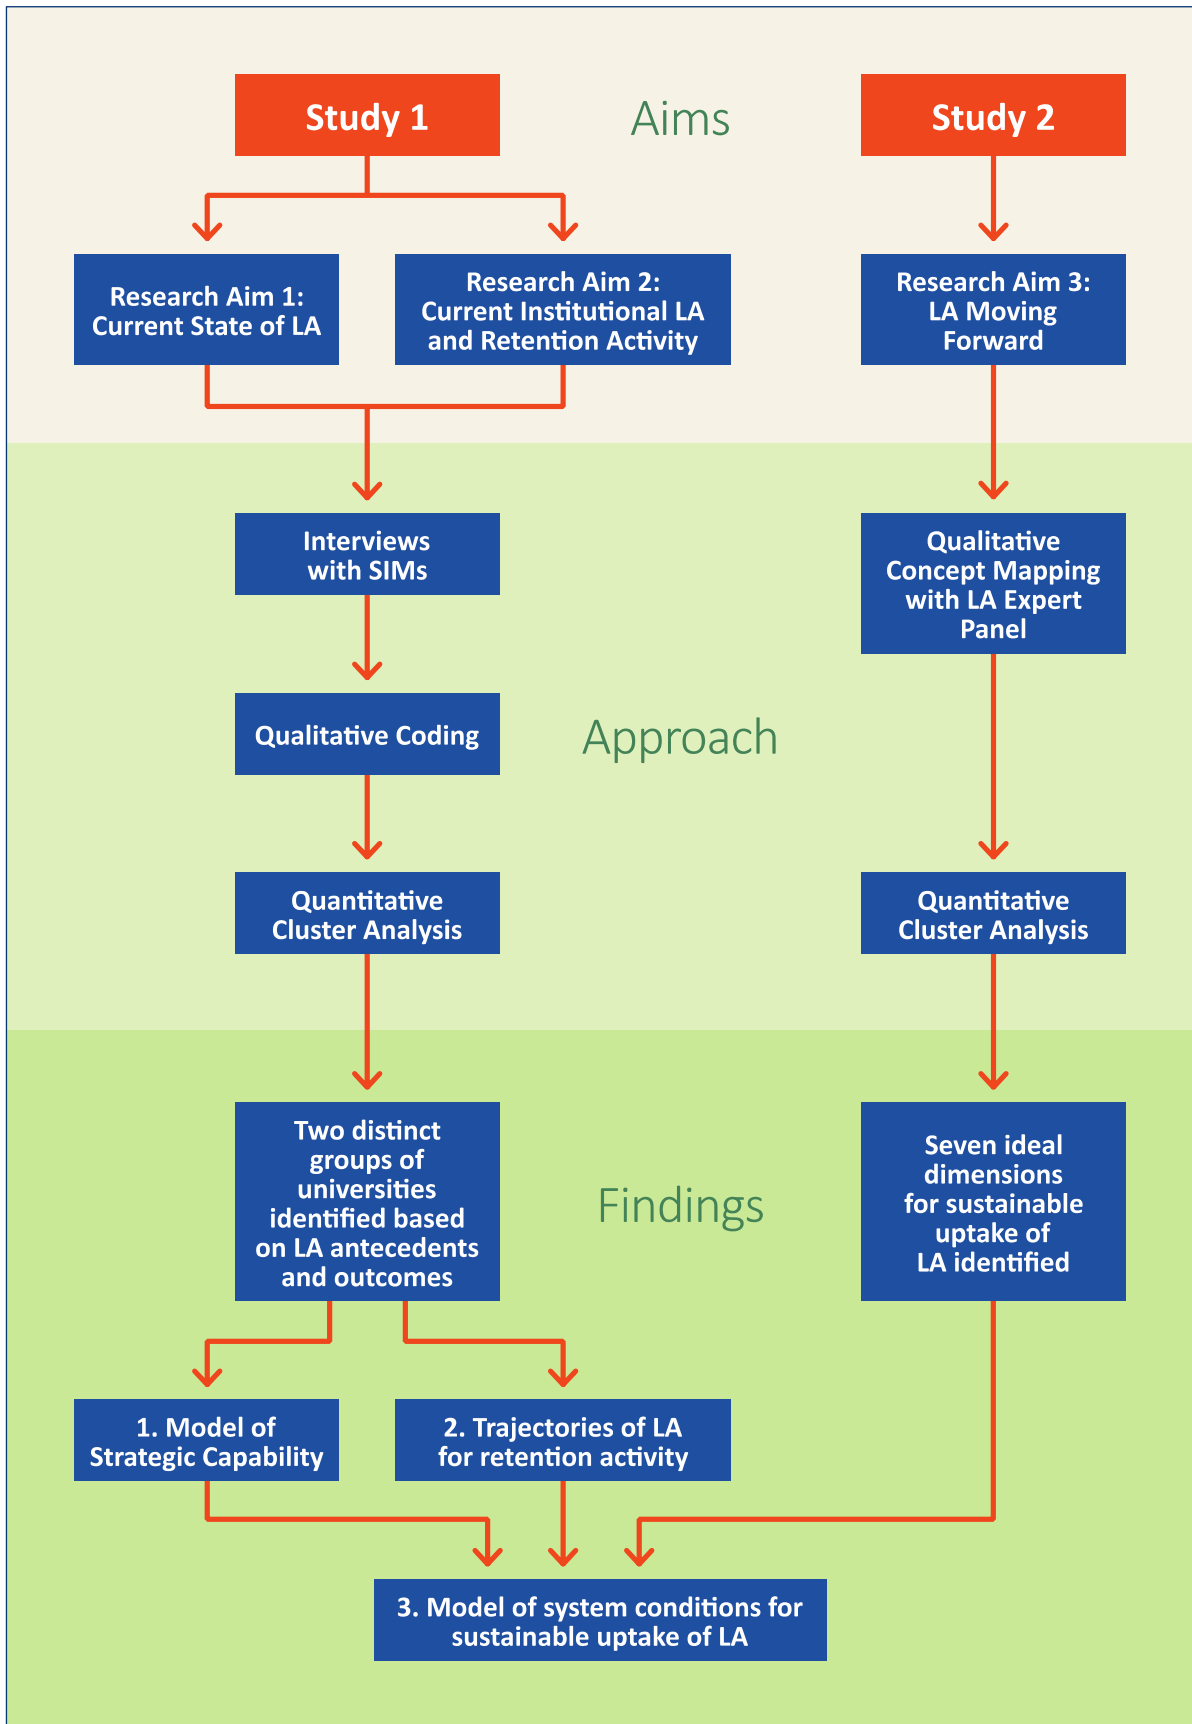 Study 1
Aims
Study 2
Research Aim 1:
Current State of LA
Research Aim 2:
Current Institutional LA
and Retention Activity
Research Aim 3:
LA Moving
Forward
Interviews
with SIMs
Qualitative
Concept Mapping
with LA Expert
Panel
Qualitative Coding
Approach
Quantitative
Cluster Analysis
Quantitative
Cluster Analysis
Two distinct
groups of
universities
identified based
on LA antecedents
and outcomes
Findings
Seven ideal
dimensions
for sustainable
uptake of
LA identified
1. Model of
Strategic Capability
2. Trajectories of LA
for retention activity
3. Model of system conditions for
sustainable uptake of LA